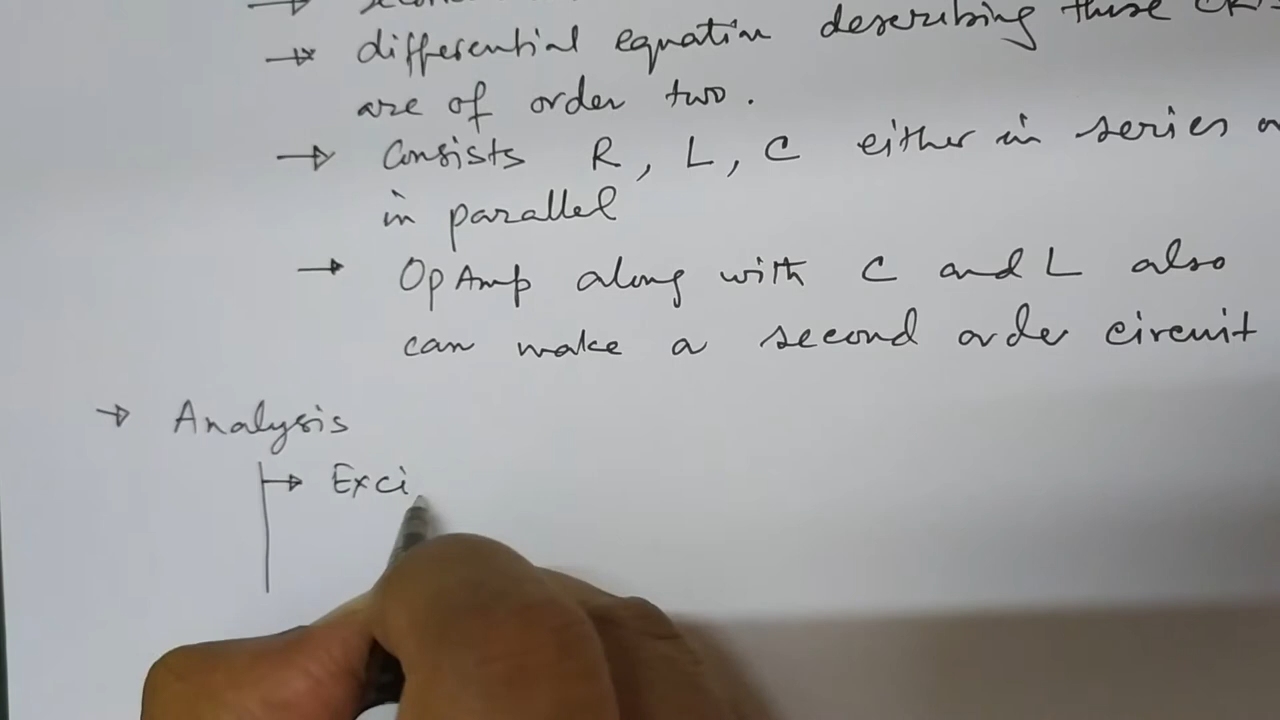 → differential equation describing these
are of order two.
→ Consists R, L, C either in series
in parallel
→ OpAmp along with C and L also
can make a second order circuit
→ Analysis
→ Exci